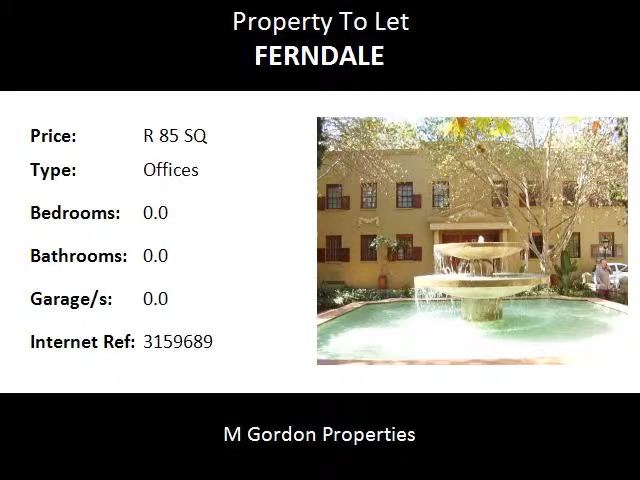 Property To Let
FERNDALE
Price: R 85 SQ
Type: Offices
Bedrooms: 0.0
Bathrooms: 0.0
Garage/s: 0.0
Internet Ref: 3159689
M Gordon Properties